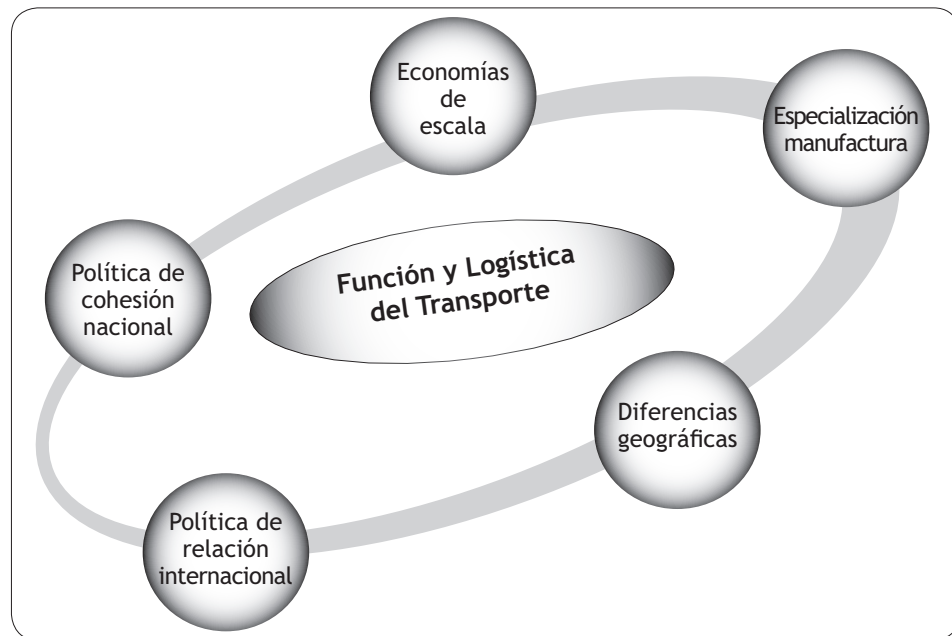 Economías
de
escala
Especialización
manufactura
Política de
cohesión
nacional
Función y Logística
del Transporte
Diferencias
geográficas
Política de
relación
internacional